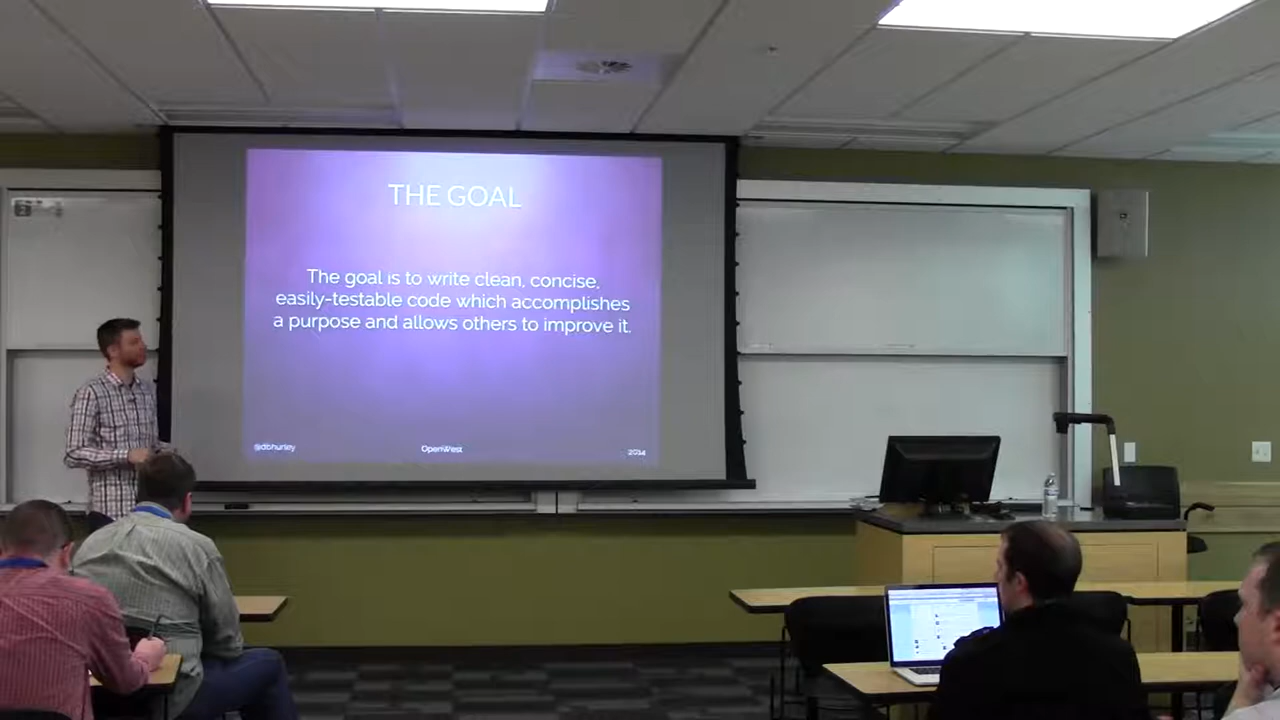 THE GOAL
The goal is to write clean, concise,
easily-testable code which accomplishes
a purpose and allows others to improve it.
@dbhurley
OpenWest
2014